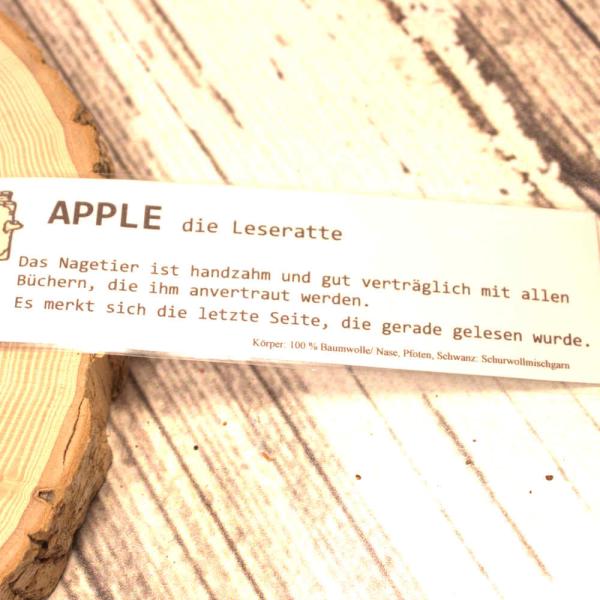 APPLE die Leseratte
Das Nagetier ist handzahm und gut verträglich mit allen
Büchern, die ihm anvertraut werden.
Es merkt sich die letzte Seite, die gerade gelesen wurde.
Körper: 100 % Baumwolle/ Nase, Pfoten, Schwanz: Schurwollmischgarn